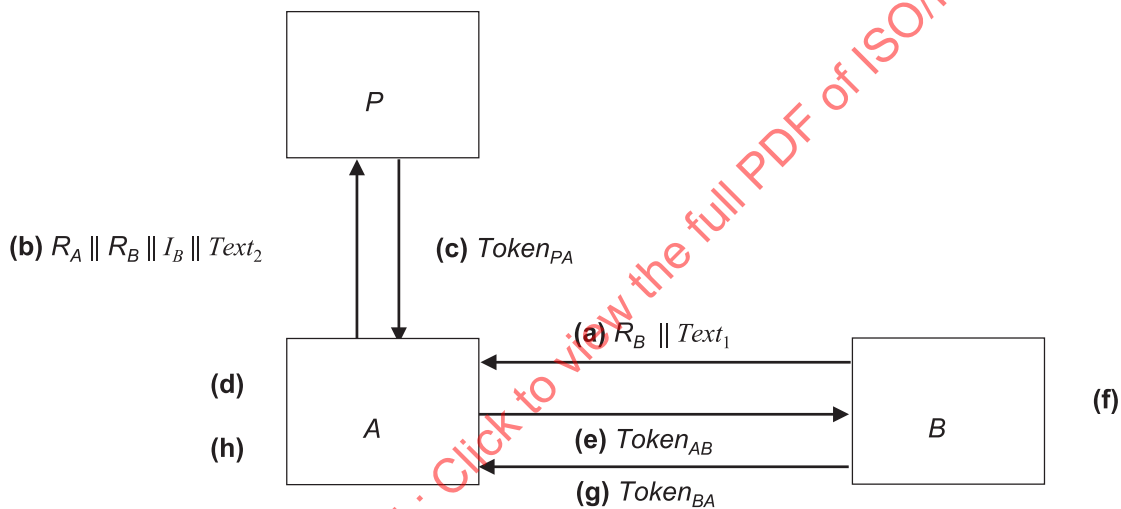 P
(b) R_A || R_B || I_B || Text_2
(c) Token_PA
(a) R_B || Text_1
(d)
(h)
A
(e) Token_AB
(g) Token_BA
B
(f)
: Click to view the full PDF of ISO/